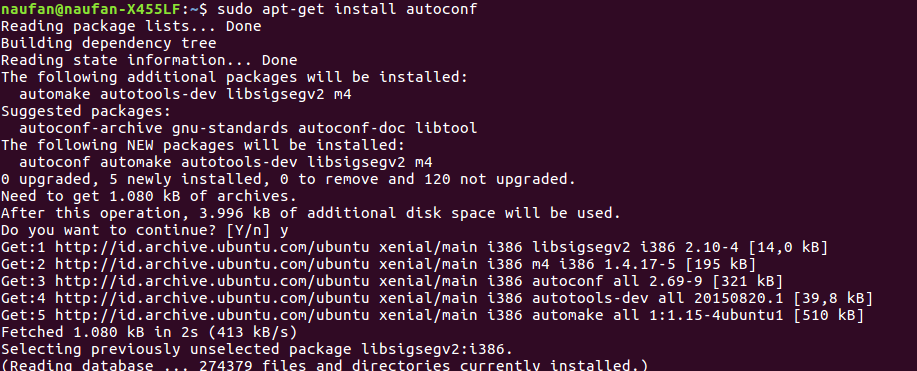 naufan@naufan-X455LF:~$ sudo apt-get install autoconf
Reading package lists... Done
Building dependency tree
Reading state information... Done
The following additional packages will be installed:
  automake autotools-dev libsigsegv2 m4
Suggested packages:
  autoconf-archive gnu-standards autoconf-doc libtool
The following NEW packages will be installed:
  autoconf automake autotools-dev libsigsegv2 m4
0 upgraded, 5 newly installed, 0 to remove and 120 not upgraded.
Need to get 1.080 kB of archives.
After this operation, 3.996 kB of additional disk space will be used.
Do you want to continue? [Y/n] y
Get:1 http://id.archive.ubuntu.com/ubuntu xenial/main i386 libsigsegv2 i386 2.10-4 [14,0 kB]
Get:2 http://id.archive.ubuntu.com/ubuntu xenial/main i386 m4 i386 1.4.17-5 [195 kB]
Get:3 http://id.archive.ubuntu.com/ubuntu xenial/main i386 autoconf all 2.69-9 [321 kB]
Get:4 http://id.archive.ubuntu.com/ubuntu xenial/main i386 autotools-dev all 20150820.1 [39,8 kB]
Get:5 http://id.archive.ubuntu.com/ubuntu xenial/main i386 automake all 1:1.15-4ubuntu1 [510 kB]
Fetched 1.080 kB in 2s (413 kB/s)
Selecting previously unselected package libsigsegv2:i386.
(Reading database ... 274379 files and directories currently installed.)